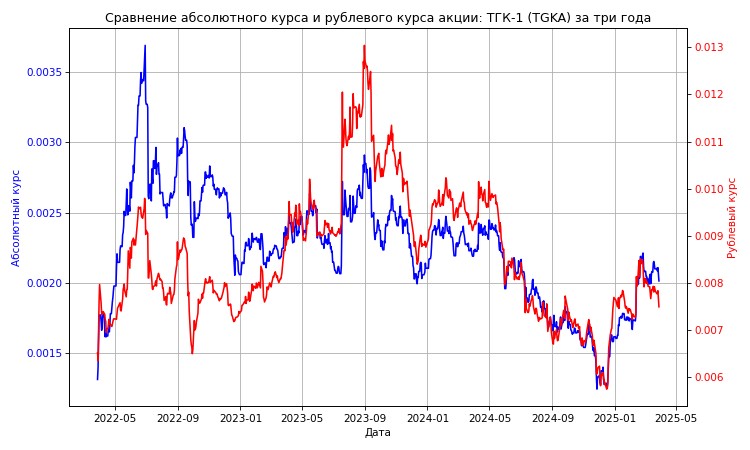 Сравнение абсолютного курса и рублевого курса акции: ТГК-1 (TGKA) за три года
Абсолютный курс
0.0035
0.0030
0.0025
0.0020
0.0015
Рублевый курс
0.013
0.012
0.011
0.010
0.009
0.008
0.007
0.006
2022-05 2022-09 2023-01 2023-05 2023-09 2024-01 2024-05 2024-09 2025-01 2025-05
Дата